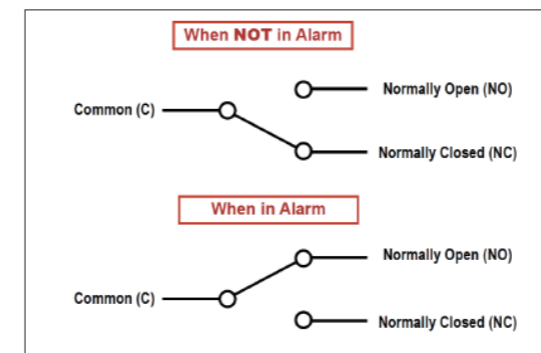 When NOT in Alarm
Normally Open (NO)
Common (C)
Normally Closed (NC)
When in Alarm
Normally Open (NO)
Common (C)
Normally Closed (NC)